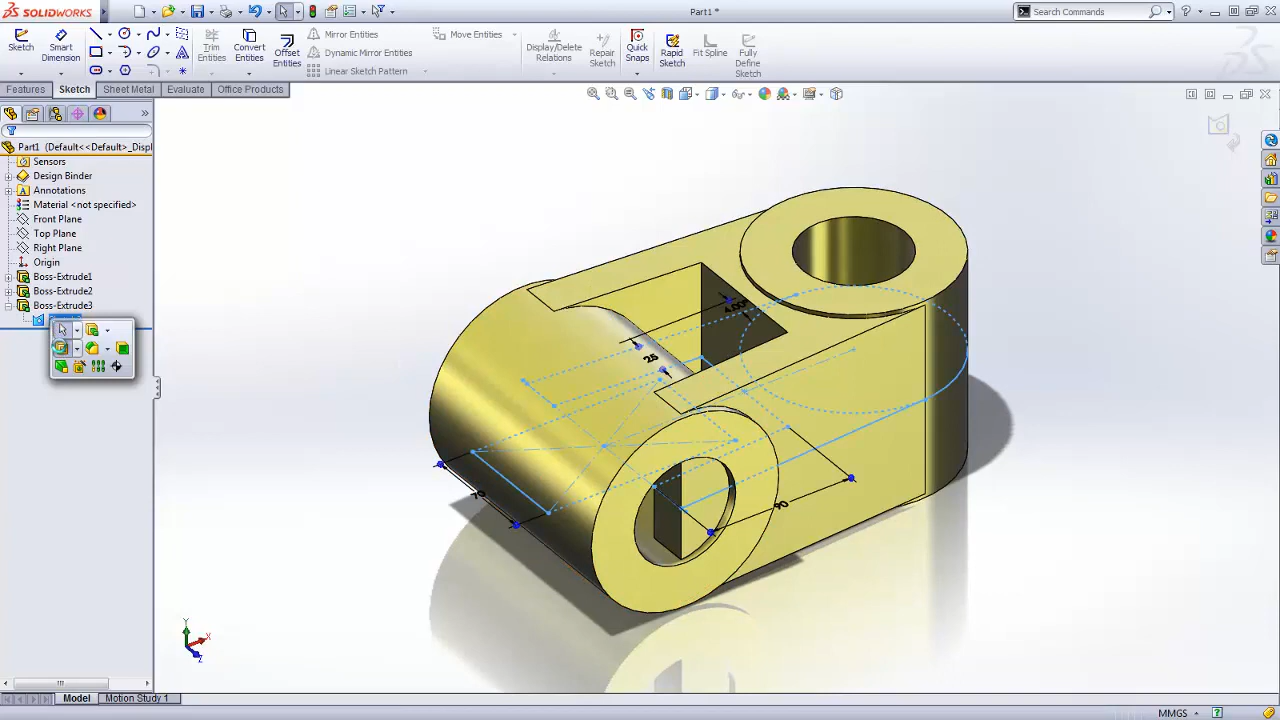 SOLIDWORKS
Part1 *
Search Commands
Sketch
Smart Dimension
Trim Entities
Convert Entities
Offset Entities
Mirror Entities
Dynamic Mirror Entities
Linear Sketch Pattern
Move Entities
Display/Delete Relations
Repair Sketch
Quick Snaps
Rapid Sketch
Fit Spline
Fully Define Sketch
Features
Sketch
Sheet Metal
Evaluate
Office Products
Part1 (Default<<Default>_Displ
Sensors
Annotations
Design Binder
Material <not specified>
Front Plane
Top Plane
Right Plane
Origin
Boss-Extrude1
Boss-Extrude2
Boss-Extrude3
25
70
90
Y
X
Z
Model
Motion Study 1
MMGS